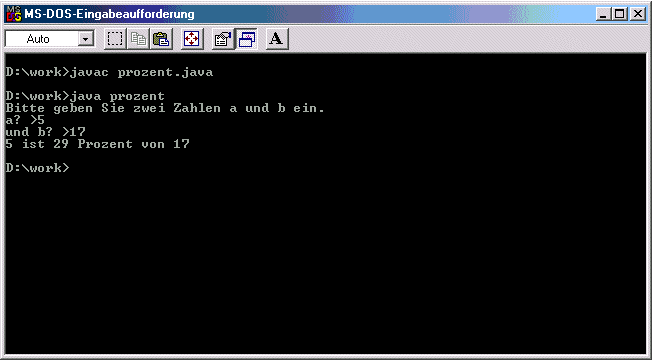 MS-DOS-Eingabeaufforderung
Auto A
D:\work>javac prozent.java
D:\work>java prozent
Bitte geben Sie zwei Zahlen a und b ein.
a? >5
und b? >17
5 ist 29 Prozent von 17
D:\work>